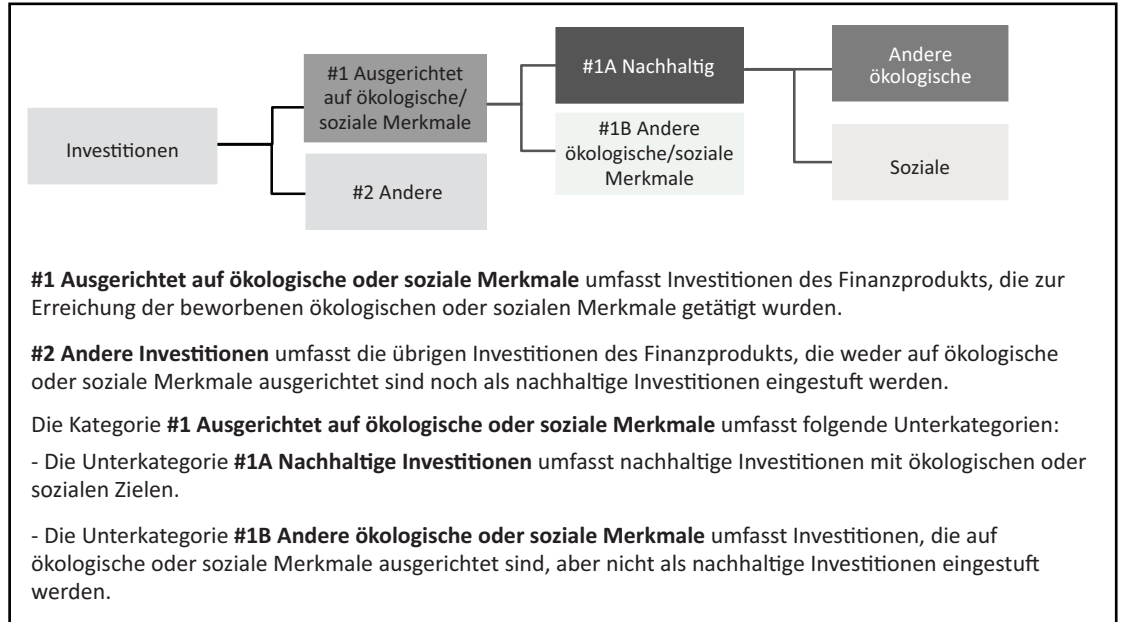 Investitionen
#1 Ausgerichtet
auf ökologische/
soziale Merkmale
#2 Andere
#1A Nachhaltig
#1B Andere
ökologische/soziale
Merkmale
Andere
ökologische
Soziale
#1 Ausgerichtet auf ökologische oder soziale Merkmale umfasst Investitionen des Finanzprodukts, die zur
Erreichung der beworbenen ökologischen oder sozialen Merkmale getätigt wurden.
#2 Andere Investitionen umfasst die übrigen Investitionen des Finanzprodukts, die weder auf ökologische
oder soziale Merkmale ausgerichtet sind noch als nachhaltige Investitionen eingestuft werden.
Die Kategorie #1 Ausgerichtet auf ökologische oder soziale Merkmale umfasst folgende Unterkategorien:
- Die Unterkategorie #1A Nachhaltige Investitionen umfasst nachhaltige Investitionen mit ökologischen oder
sozialen Zielen.
- Die Unterkategorie #1B Andere ökologische oder soziale Merkmale umfasst Investitionen, die auf
ökologische oder soziale Merkmale ausgerichtet sind, aber nicht als nachhaltige Investitionen eingestuft
werden.